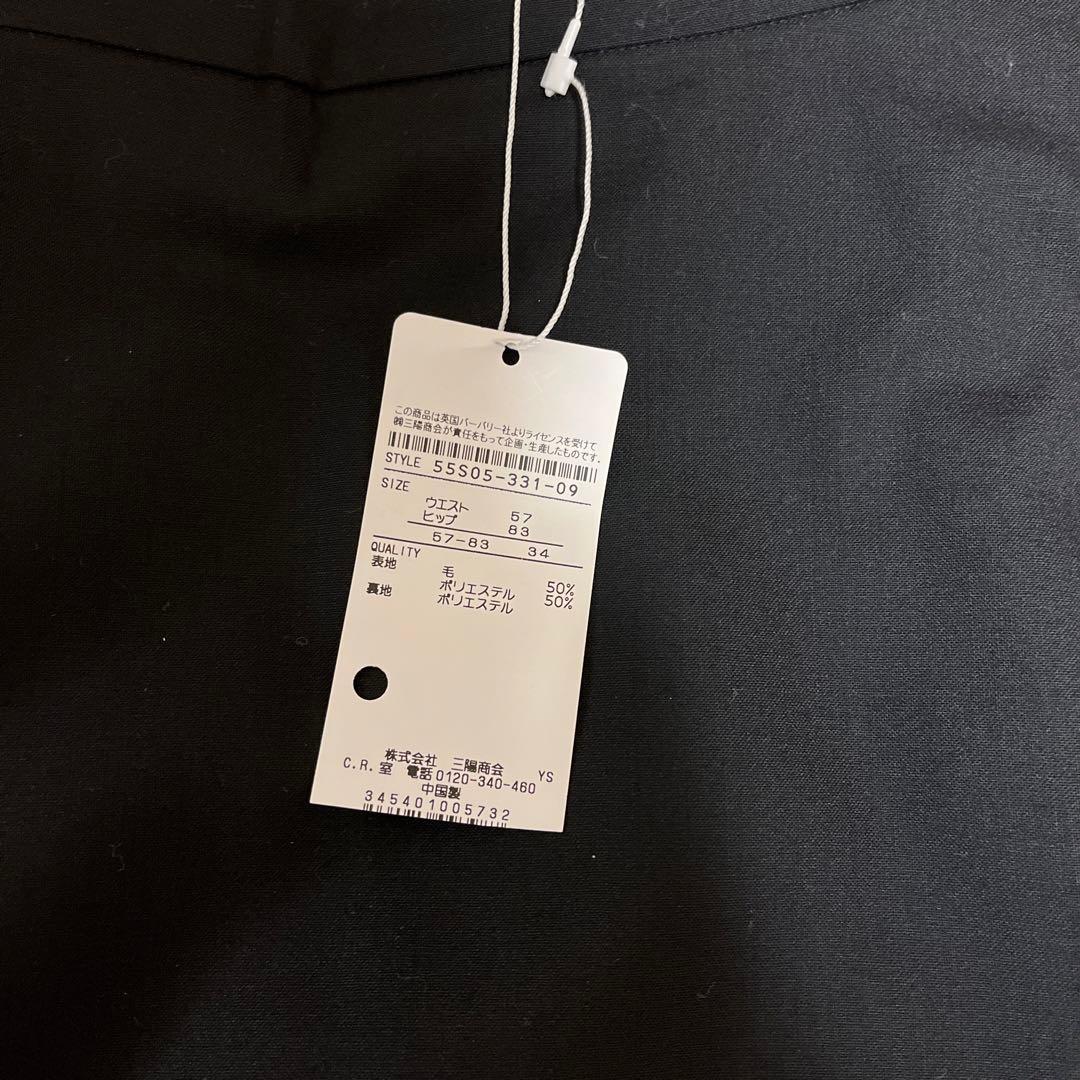 この商品は英国バーバリー社よりライセンスを受けて
㈱三陽商会が責任をもって企画・生産したものです.
STYLE 55S05-331-09
SIZE
ウエスト 57
ヒップ 83
57-83 34
QUALITY
表地 毛 50%
ポリエステル 50%
裏地 ポリエステル
株式会社 三陽商会 YS
C.R.室 電話0120-340-460
中国製
345401005732